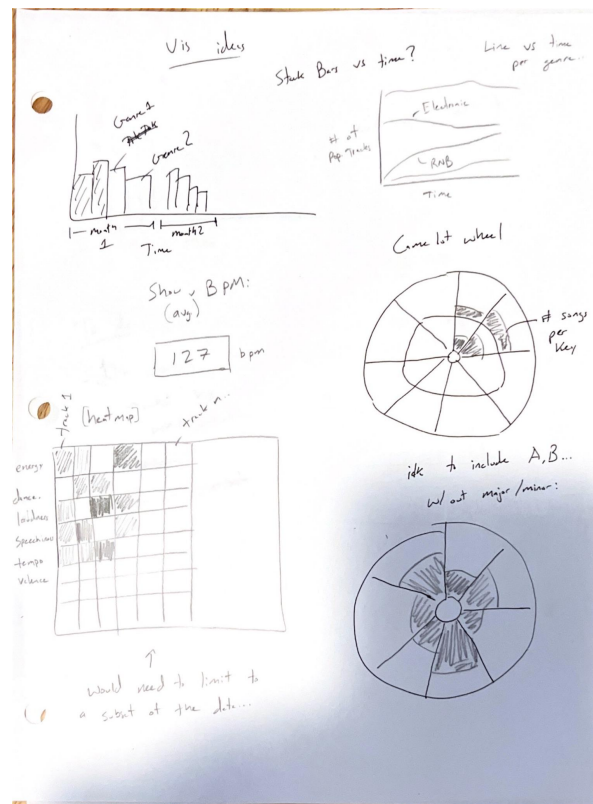 Vis ideas
Stack Bars vs time?
Line vs time
per genre...
Genre 1
Genre 2
month
1
month 2
Time
# of
Pop. Tracks
Electronic
RNB
Time
Show BPM:
(avg)
127 bpm
Camelot wheel
# songs
per
Key
Track 1
[heatmap]
track n...
energy
dance.
loudness
speechiness
tempo
valence
idk to include A, B...
w/out major/minor:
would need to limit to
a subset of the data...